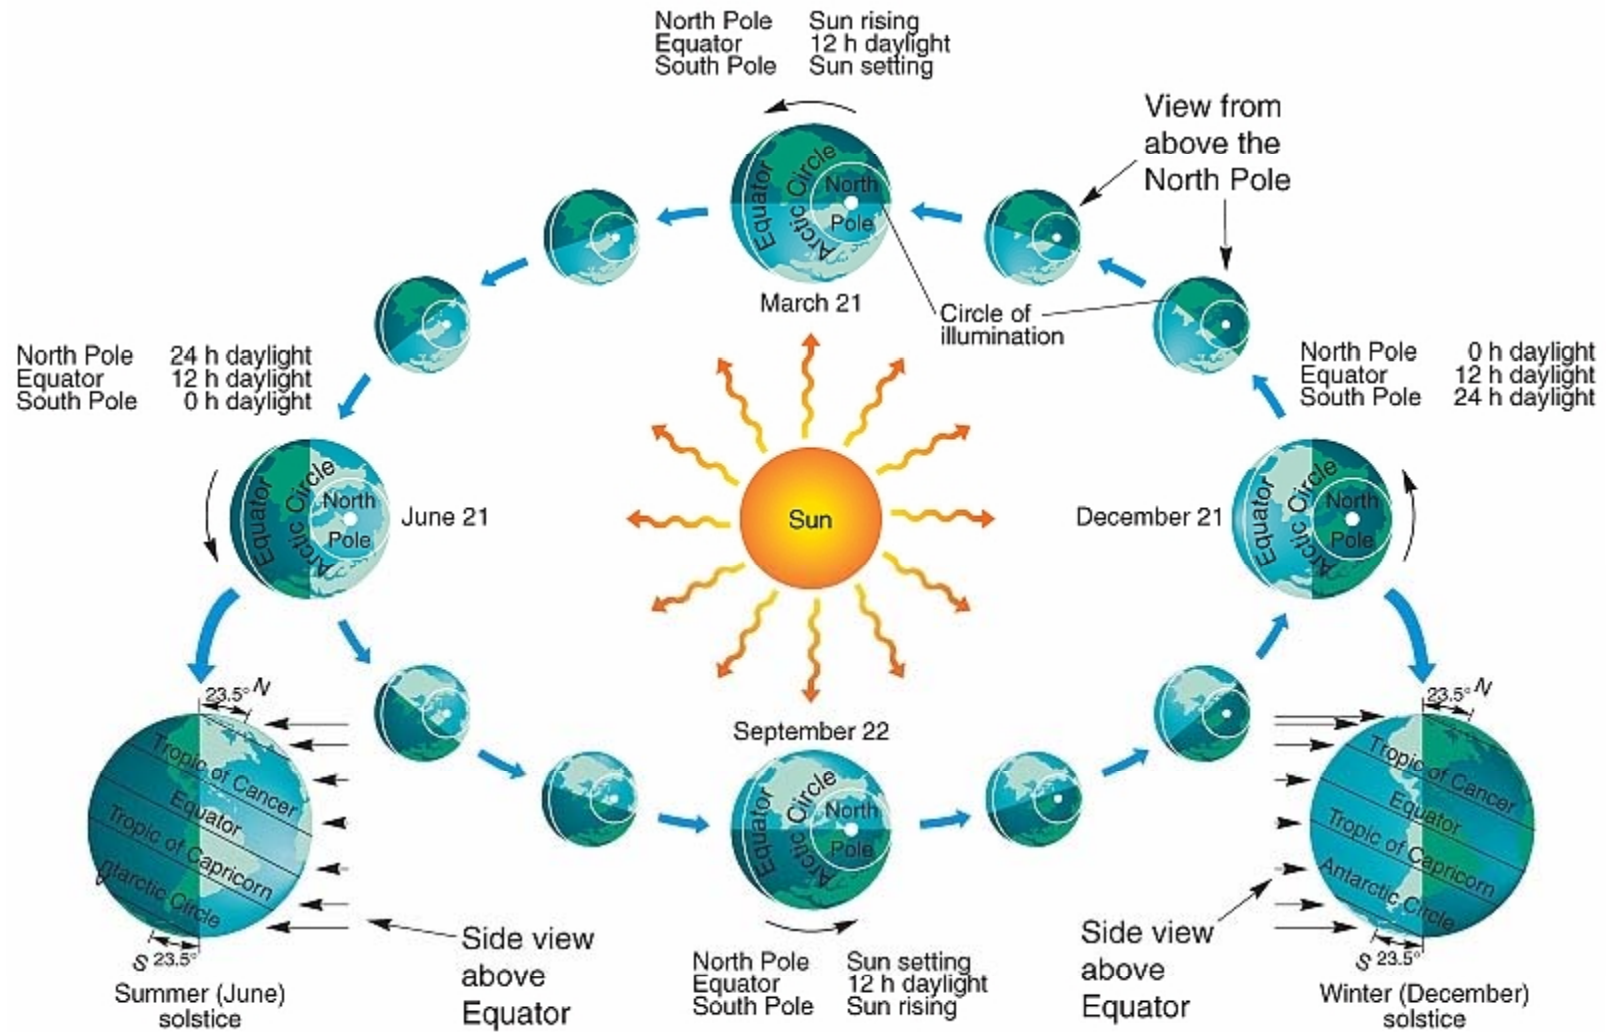 North Pole Sun rising
Equator 12 h daylight
South Pole Sun setting
View from
above the
North Pole
Equator
Arctic Circle
North
Pole
March 21
Circle of
illumination
North Pole 24 h daylight
Equator 12 h daylight
South Pole 0 h daylight
North Pole 0 h daylight
Equator 12 h daylight
South Pole 24 h daylight
Equator
Arctic Circle
North
Pole
June 21
Sun
December 21
Equator
Arctic Circle
North
Pole
23.5° N
Tropic of Cancer
Equator
Tropic of Capricorn
ntarctic Circle
S 23.5°
Summer (June)
solstice
Side view
above
Equator
September 22
Equator
Arctic Circle
North
Pole
North Pole Sun setting
Equator 12 h daylight
South Pole Sun rising
Side view
above
Equator
23.5° N
Tropic of Cancer
Equator
Tropic of Capricorn
Antarctic Circle
S 23.5°
Winter (December)
solstice